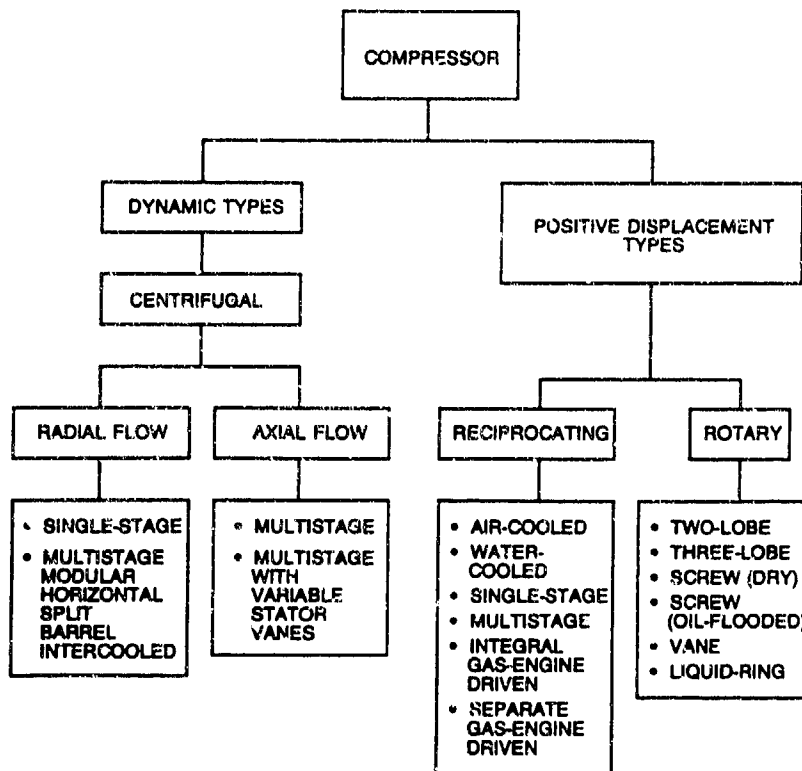 COMPRESSOR
DYNAMIC TYPES
POSITIVE DISPLACEMENT
TYPES
CENTRIFUGAL
RADIAL FLOW
AXIAL FLOW
RECIPROCATING
ROTARY
• SINGLE-STAGE
• MULTISTAGE
MODULAR
HORIZONTAL
SPLIT
BARREL
INTERCOOLED
• MULTISTAGE
• MULTISTAGE
WITH
VARIABLE
STATOR
VANES
• AIR-COOLED
• WATER-
COOLED
• SINGLE-STAGE
• MULTISTAGE
• INTEGRAL
GAS-ENGINE
DRIVEN
• SEPARATE
GAS-ENGINE
DRIVEN
• TWO-LOBE
• THREE-LOBE
• SCREW (DRY)
• SCREW
(OIL-FLOODED)
• VANE
• LIQUID-RING